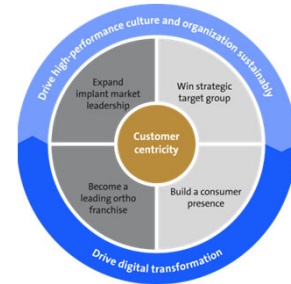 Drive high-performance culture and organization sustainably
Expand
implant market
leadership
Win strategic
target group
Customer
centricity
Become a
leading ortho
franchise
Build a consumer
presence
Drive digital transformation